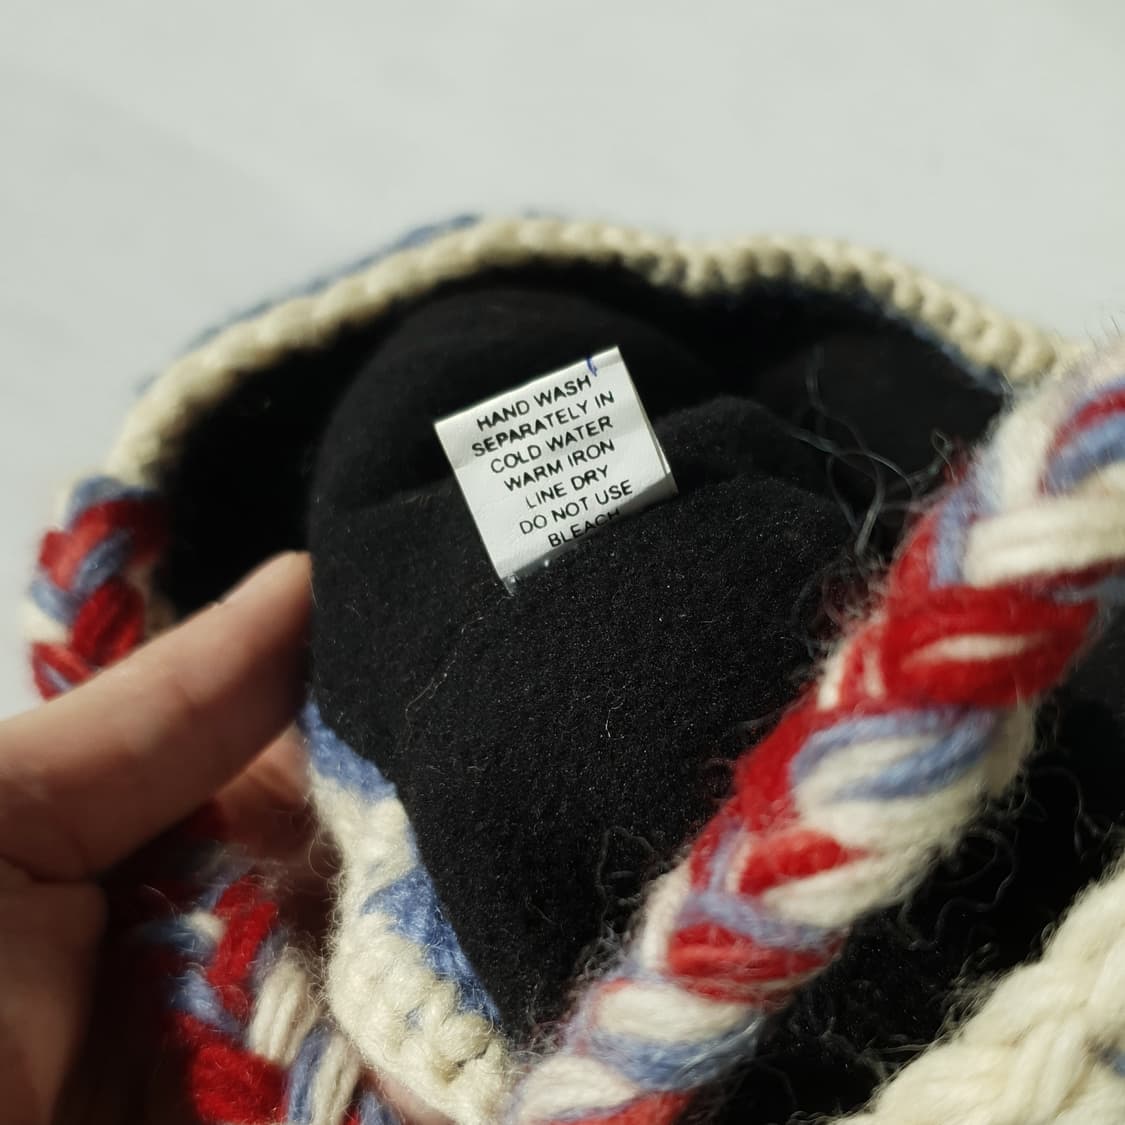 HAND WASH
SEPARATELY IN
COLD WATER
WARM IRON
LINE DRY
DO NOT USE
BLEACH